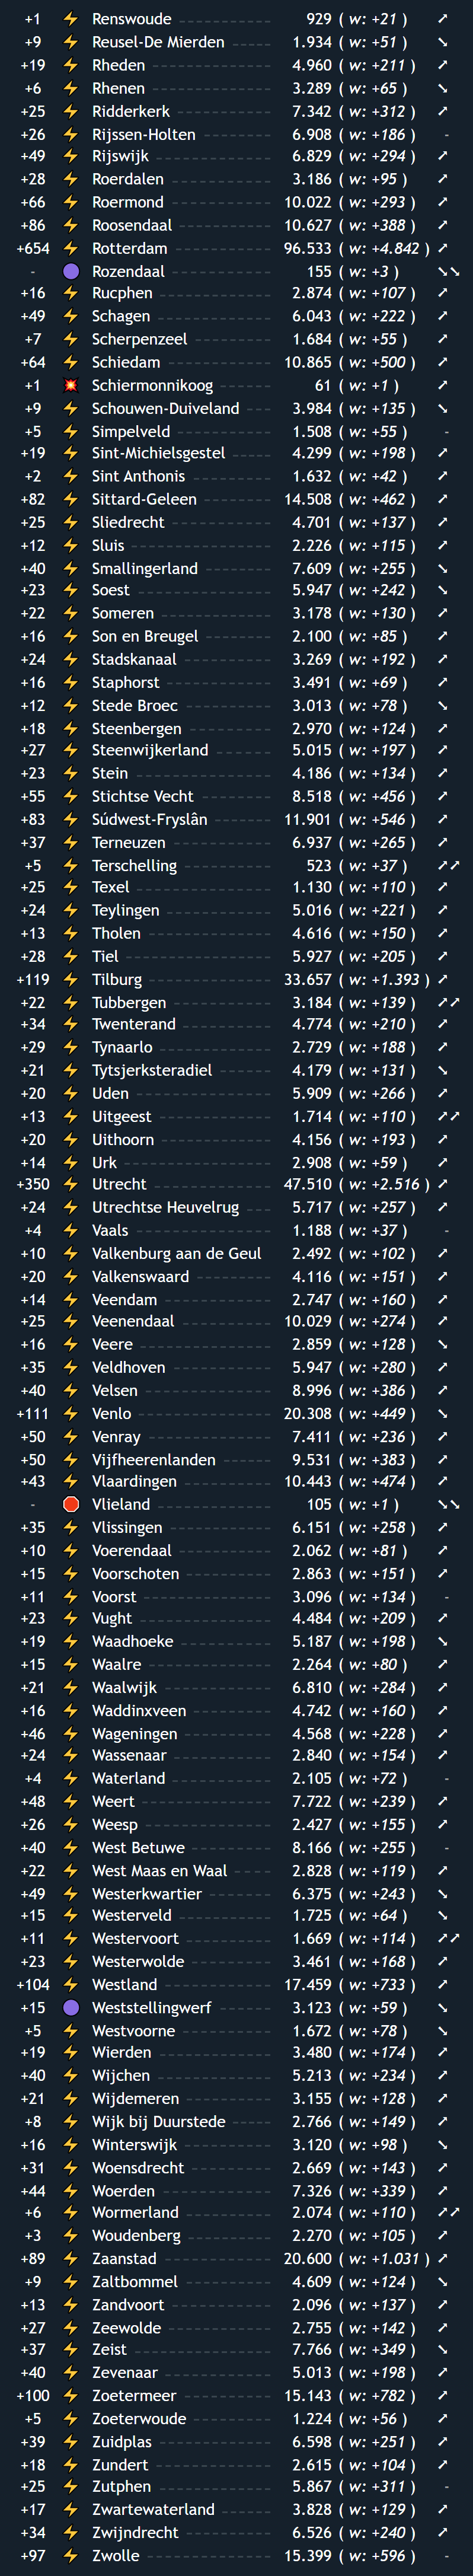 +1 ⚡ Renswoude 929 ( w: +21 ) ➚
+9 ⚡ Reusel-De Mierden 1.934 ( w: +51 ) ➘
+19 ⚡ Rheden 4.960 ( w: +211 ) ➚
+6 ⚡ Rhenen 3.289 ( w: +65 ) ➘
+25 ⚡ Ridderkerk 7.342 ( w: +312 ) ➚
+26 ⚡ Rijssen-Holten 6.908 ( w: +186 ) -
+49 ⚡ Rijswijk 6.829 ( w: +294 ) ➚
+28 ⚡ Roerdalen 3.186 ( w: +95 ) ➚
+66 ⚡ Roermond 10.022 ( w: +293 ) ➚
+86 ⚡ Roosendaal 10.627 ( w: +388 ) ➚
+654 ⚡ Rotterdam 96.533 ( w: +4.842 ) ➚
- 🟣 Rozendaal 155 ( w: +3 ) ➘➘
+16 ⚡ Rucphen 2.874 ( w: +107 ) ➚
+49 ⚡ Schagen 6.043 ( w: +222 ) ➚
+7 ⚡ Scherpenzeel 1.684 ( w: +55 ) ➚
+64 ⚡ Schiedam 10.865 ( w: +500 ) ➚
+1 💥 Schiermonnikoog 61 ( w: +1 ) ➚
+9 ⚡ Schouwen-Duiveland 3.984 ( w: +135 ) ➘
+5 ⚡ Simpelveld 1.508 ( w: +55 ) -
+19 ⚡ Sint-Michielsgestel 4.299 ( w: +198 ) ➚
+2 ⚡ Sint Anthonis 1.632 ( w: +42 ) ➚
+82 ⚡ Sittard-Geleen 14.508 ( w: +462 ) ➚
+25 ⚡ Sliedrecht 4.701 ( w: +137 ) ➚
+12 ⚡ Sluis 2.226 ( w: +115 ) ➚
+40 ⚡ Smallingerland 7.609 ( w: +255 ) ➘
+23 ⚡ Soest 5.947 ( w: +242 ) ➘
+22 ⚡ Someren 3.178 ( w: +130 ) ➚
+16 ⚡ Son en Breugel 2.100 ( w: +85 ) ➚
+24 ⚡ Stadskanaal 3.269 ( w: +192 ) ➚
+16 ⚡ Staphorst 3.491 ( w: +69 ) ➚
+12 ⚡ Stede Broec 3.013 ( w: +78 ) ➘
+18 ⚡ Steenbergen 2.970 ( w: +124 ) ➚
+27 ⚡ Steenwijkerland 5.015 ( w: +197 ) ➚
+23 ⚡ Stein 4.186 ( w: +134 ) ➚
+55 ⚡ Stichtse Vecht 8.518 ( w: +456 ) ➚
+83 ⚡ Súdwest-Fryslân 11.901 ( w: +546 ) ➚
+37 ⚡ Terneuzen 6.937 ( w: +265 ) ➚
+5 ⚡ Terschelling 523 ( w: +37 ) ➚➚
+25 ⚡ Texel 1.130 ( w: +110 ) ➚
+24 ⚡ Teylingen 5.016 ( w: +221 ) ➚
+13 ⚡ Tholen 4.616 ( w: +150 ) ➚
+28 ⚡ Tiel 5.927 ( w: +205 ) ➚
+119 ⚡ Tilburg 33.657 ( w: +1.393 ) ➚
+22 ⚡ Tubbergen 3.184 ( w: +139 ) ➚➚
+34 ⚡ Twenterand 4.774 ( w: +210 ) ➚
+29 ⚡ Tynaarlo 2.729 ( w: +188 ) ➚
+21 ⚡ Tytsjerksteradiel 4.179 ( w: +131 ) ➘
+20 ⚡ Uden 5.909 ( w: +266 ) ➚
+13 ⚡ Uitgeest 1.714 ( w: +110 ) ➚➚
+20 ⚡ Uithoorn 4.156 ( w: +193 ) ➚
+14 ⚡ Urk 2.908 ( w: +59 ) ➚
+350 ⚡ Utrecht 47.510 ( w: +2.516 ) ➚
+24 ⚡ Utrechtse Heuvelrug 5.717 ( w: +257 ) ➚
+4 ⚡ Vaals 1.188 ( w: +37 ) -
+10 ⚡ Valkenburg aan de Geul 2.492 ( w: +102 ) ➚
+20 ⚡ Valkenswaard 4.116 ( w: +151 ) ➚
+14 ⚡ Veendam 2.747 ( w: +160 ) ➚
+25 ⚡ Veenendaal 10.029 ( w: +274 ) ➚
+16 ⚡ Veere 2.859 ( w: +128 ) ➘
+35 ⚡ Veldhoven 5.947 ( w: +280 ) ➚
+40 ⚡ Velsen 8.996 ( w: +386 ) ➚
+111 ⚡ Venlo 20.308 ( w: +449 ) ➘
+50 ⚡ Venray 7.411 ( w: +236 ) ➚
+50 ⚡ Vijfheerenlanden 9.531 ( w: +383 ) ➚
+43 ⚡ Vlaardingen 10.443 ( w: +474 ) ➚
- 🛑 Vlieland 105 ( w: +1 ) ➘➘
+35 ⚡ Vlissingen 6.151 ( w: +258 ) ➚
+10 ⚡ Voerendaal 2.062 ( w: +81 ) ➚
+15 ⚡ Voorschoten 2.863 ( w: +151 ) ➚
+11 ⚡ Voorst 3.096 ( w: +134 ) -
+23 ⚡ Vught 4.484 ( w: +209 ) ➚
+19 ⚡ Waadhoeke 5.187 ( w: +198 ) ➘
+15 ⚡ Waalre 2.264 ( w: +80 ) ➚
+21 ⚡ Waalwijk 6.810 ( w: +284 ) ➚
+16 ⚡ Waddinxveen 4.742 ( w: +160 ) ➚
+46 ⚡ Wageningen 4.568 ( w: +228 ) ➚
+24 ⚡ Wassenaar 2.840 ( w: +154 ) ➚
+4 ⚡ Waterland 2.105 ( w: +72 ) -
+48 ⚡ Weert 7.722 ( w: +239 ) ➚
+26 ⚡ Weesp 2.427 ( w: +155 ) ➚
+40 ⚡ West Betuwe 8.166 ( w: +255 ) -
+22 ⚡ West Maas en Waal 2.828 ( w: +119 ) ➚
+49 ⚡ Westerkwartier 6.375 ( w: +243 ) ➘
+15 ⚡ Westerveld 1.725 ( w: +64 ) ➘
+11 ⚡ Westervoort 1.669 ( w: +114 ) ➚➚
+23 ⚡ Westerwolde 3.461 ( w: +168 ) ➚
+104 ⚡ Westland 17.459 ( w: +733 ) ➚
+15 🟣 Weststellingwerf 3.123 ( w: +59 ) ➘
+5 ⚡ Westvoorne 1.672 ( w: +78 ) ➘
+19 ⚡ Wierden 3.480 ( w: +174 ) ➚
+40 ⚡ Wijchen 5.213 ( w: +234 ) ➚
+21 ⚡ Wijdemeren 3.155 ( w: +128 ) ➚
+8 ⚡ Wijk bij Duurstede 2.766 ( w: +149 ) ➚
+16 ⚡ Winterswijk 3.120 ( w: +98 ) ➘
+31 ⚡ Woensdrecht 2.669 ( w: +143 ) ➚
+44 ⚡ Woerden 7.326 ( w: +339 ) ➚
+6 ⚡ Wormerland 2.074 ( w: +110 ) ➚➚
+3 ⚡ Woudenberg 2.270 ( w: +105 ) ➚
+89 ⚡ Zaanstad 20.600 ( w: +1.031 ) ➚
+9 ⚡ Zaltbommel 4.609 ( w: +124 ) ➘
+13 ⚡ Zandvoort 2.096 ( w: +137 ) ➚
+27 ⚡ Zeewolde 2.755 ( w: +142 ) ➚
+37 ⚡ Zeist 7.766 ( w: +349 ) ➘
+40 ⚡ Zevenaar 5.013 ( w: +198 ) ➚
+100 ⚡ Zoetermeer 15.143 ( w: +782 ) ➚
+5 ⚡ Zoeterwoude 1.224 ( w: +56 ) ➚
+39 ⚡ Zuidplas 6.598 ( w: +251 ) ➚
+18 ⚡ Zundert 2.615 ( w: +104 ) ➚
+25 ⚡ Zutphen 5.867 ( w: +311 ) -
+17 ⚡ Zwartewaterland 3.828 ( w: +129 ) ➚
+34 ⚡ Zwijndrecht 6.526 ( w: +240 ) ➚
+97 ⚡ Zwolle 15.399 ( w: +596 ) -